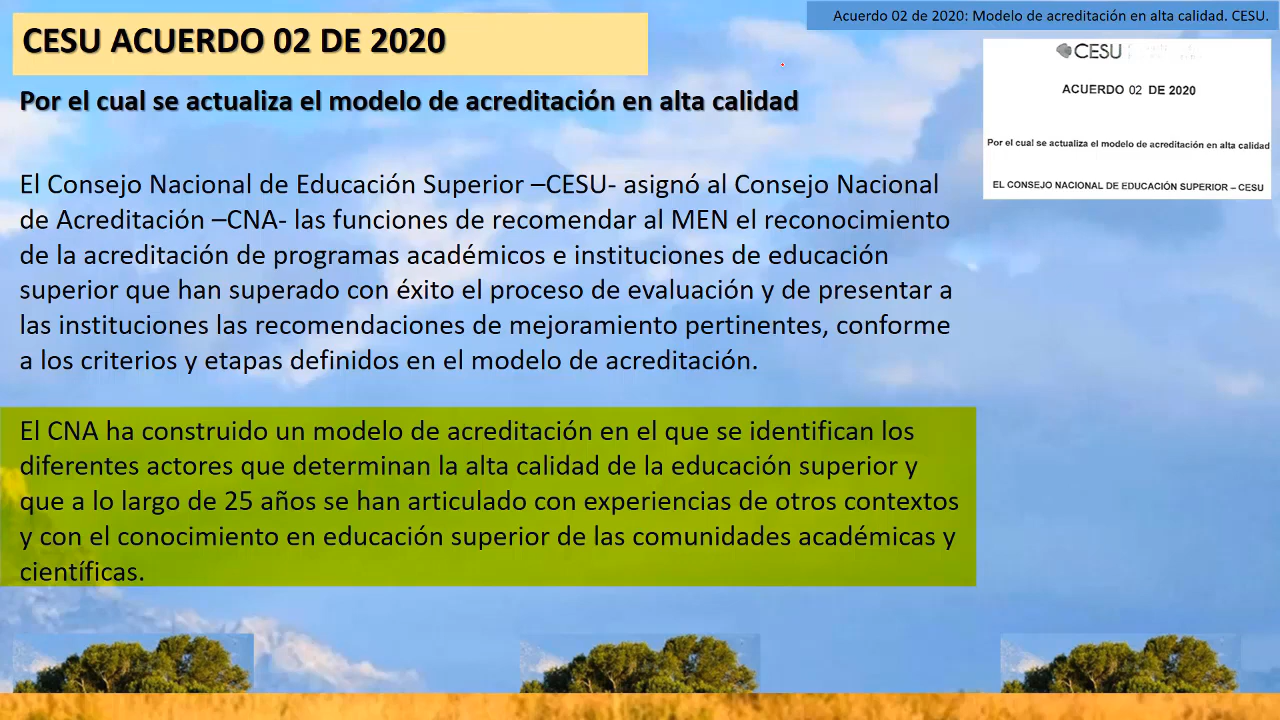 Acuerdo 02 de 2020: Modelo de acreditación en alta calidad. CESU.
CESU ACUERDO 02 DE 2020
Por el cual se actualiza el modelo de acreditación en alta calidad
El Consejo Nacional de Educación Superior –CESU- asignó al Consejo Nacional
de Acreditación –CNA- las funciones de recomendar al MEN el reconocimiento
de la acreditación de programas académicos e instituciones de educación
superior que han superado con éxito el proceso de evaluación y de presentar a
las instituciones las recomendaciones de mejoramiento pertinentes, conforme
a los criterios y etapas definidos en el modelo de acreditación.
El CNA ha construido un modelo de acreditación en el que se identifican los
diferentes actores que determinan la alta calidad de la educación superior y
que a lo largo de 25 años se han articulado con experiencias de otros contextos
y con el conocimiento en educación superior de las comunidades académicas y
científicas.
CESU
ACUERDO 02 DE 2020
Por el cual se actualiza el modelo de acreditación en alta calidad
EL CONSEJO NACIONAL DE EDUCACIÓN SUPERIOR – CESU